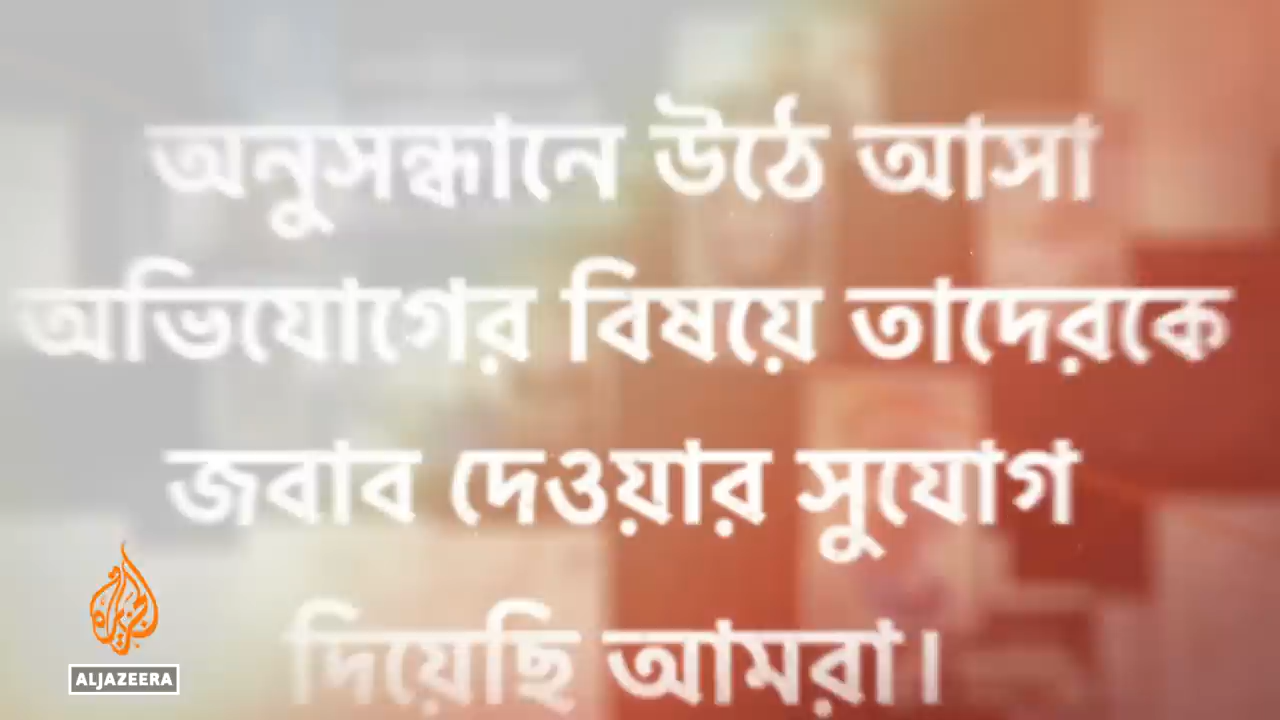 অনুসন্ধানে উঠে আসা
অভিযোগের বিষয়ে তাদেরকে
জবাব দেওয়ার সুযোগ
দিয়েছি আমরা।
ALJAZEERA